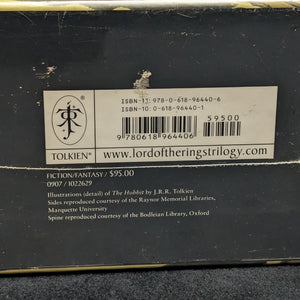 ISBN-13: 978-0-618-96440-6
ISBN-10: 0-618-96440-1
59500
9 780618 964406
TOLKIEN®
www.lordoftheringstrilogy.com
FICTION/FANTASY / $95.00
0907 / 1022629
Illustrations (detail) of The Hobbit by J.R.R. Tolkien
Sides reproduced courtesy of the Raynor Memorial Libraries,
Marquette University
Spine reproduced courtesy of the Bodleian Library, Oxford